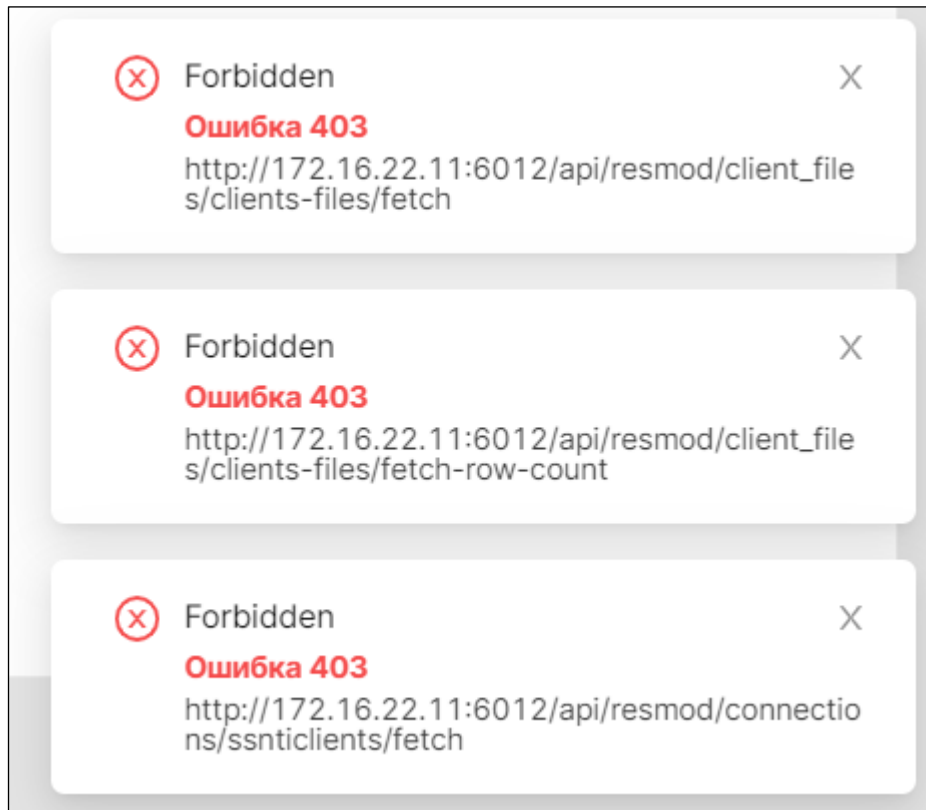 Forbidden
X
Ошибка 403
http://172.16.22.11:6012/api/resmod/client_file
s/clients-files/fetch
Forbidden
X
Ошибка 403
http://172.16.22.11:6012/api/resmod/client_file
s/clients-files/fetch-row-count
Forbidden
X
Ошибка 403
http://172.16.22.11:6012/api/resmod/connectio
ns/ssnticlients/fetch